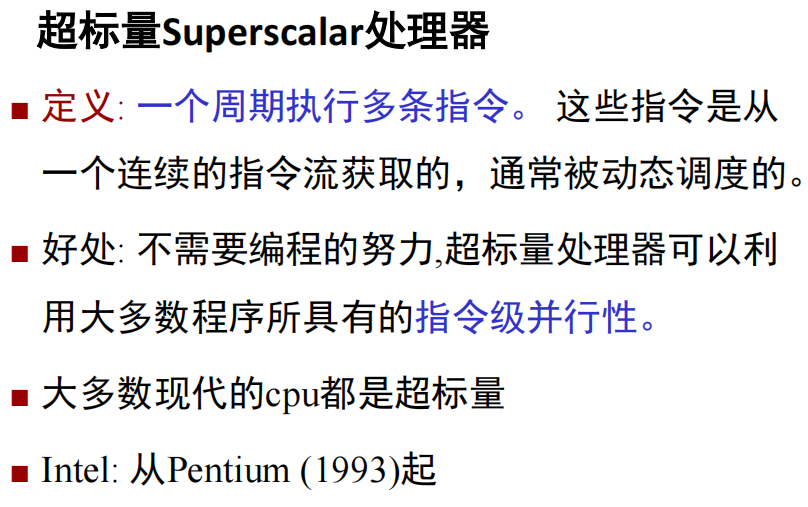 超标量Superscalar处理器
■ 定义: 一个周期执行多条指令。 这些指令是从
一个连续的指令流获取的，通常被动态调度的。
■ 好处: 不需要编程的努力,超标量处理器可以利
用大多数程序所具有的指令级并行性。
■ 大多数现代的cpu都是超标量
■ Intel: 从Pentium (1993)起